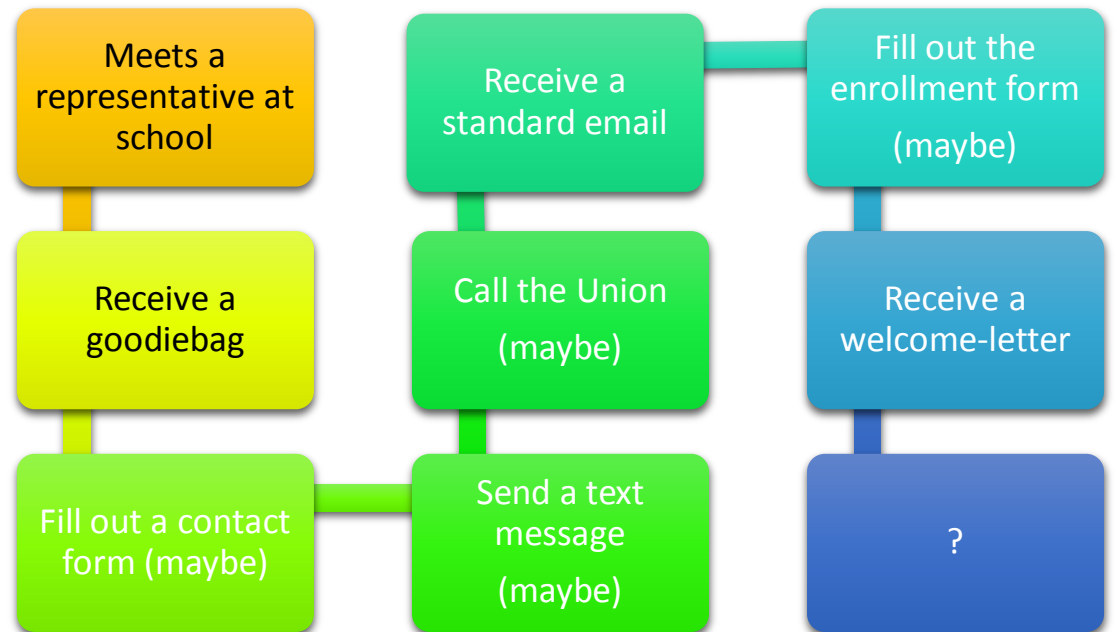 Meets a
representative at
school
Receive a
goodiebag
Fill out a contact
form (maybe)
Send a text
message
(maybe)
Call the Union
(maybe)
Receive a
standard email
Fill out the
enrollment form
(maybe)
Receive a
welcome-letter
?